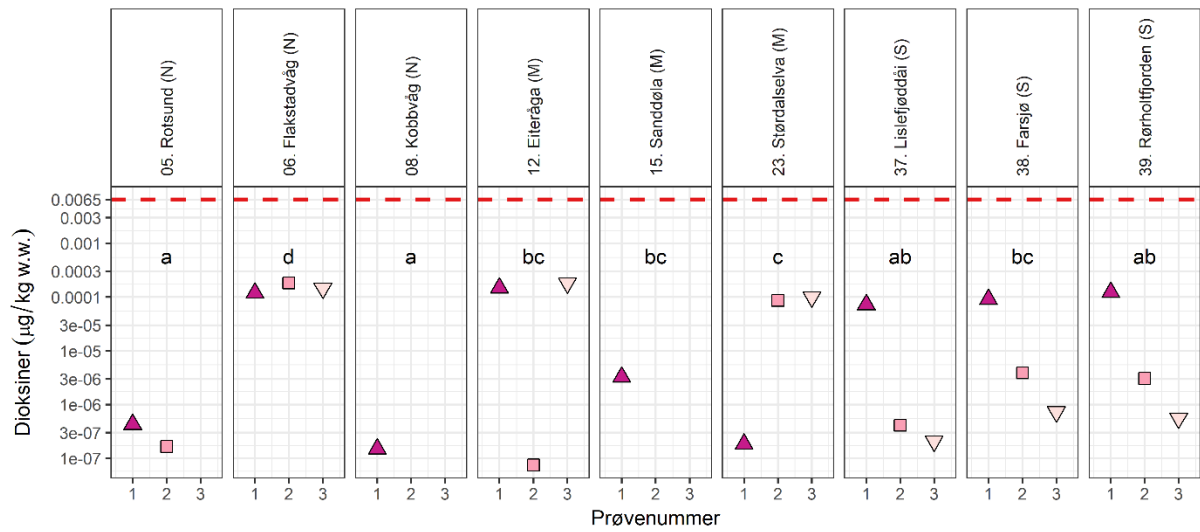 05. Rotsund (N)
06. Flakstadvåg (N)
08. Kobbvåg (N)
12. Eiteråga (M)
15. Sanddøla (M)
23. Størdalselva (M)
37. Lislefjøddåi (S)
38. Farsjø (S)
39. Rørholtfjorden (S)
Dioksiner (µg/kg w.w.)
0.0065
0.003
0.001
0.0003
0.0001
3e-05
1e-05
3e-06
1e-06
3e-07
1e-07
a
d
a
bc
bc
c
ab
bc
ab
1 2 3
1 2 3
1 2 3
1 2 3
1 2 3
1 2 3
1 2 3
1 2 3
1 2 3
Prøvenummer